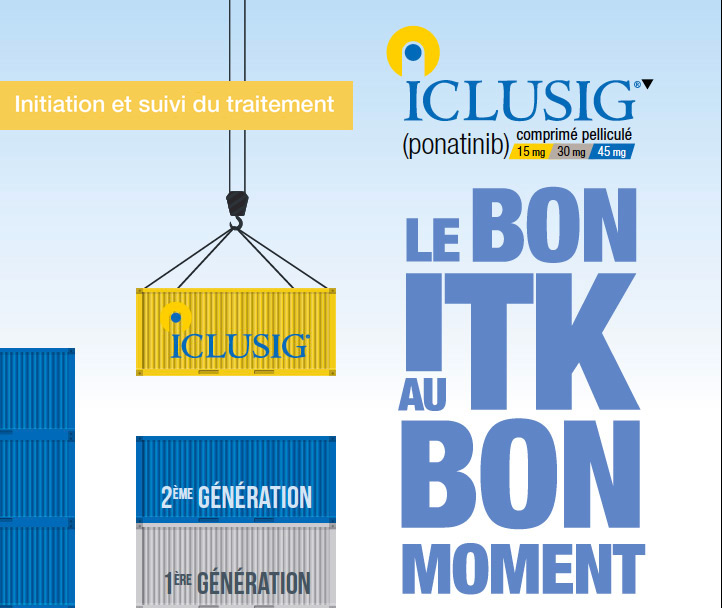 Initiation et suivi du traitement
ICLUSIG®▼
(ponatinib) comprimé pelliculé
15 mg 30 mg 45 mg
LE BON
ITK
AU
BON
MOMENT
ICLUSIG®
2ÈME GÉNÉRATION
1ÈRE GÉNÉRATION